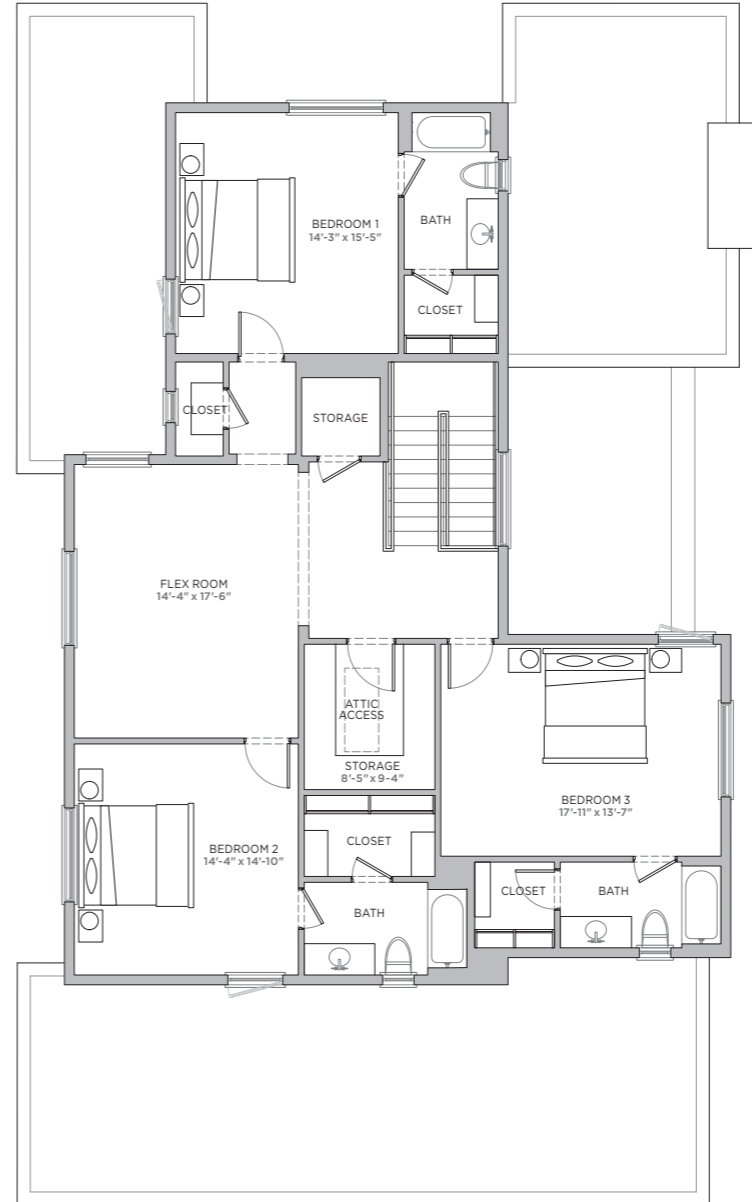 BEDROOM 1
14'-3" x 15'-5"
BATH
CLOSET
CLOSET
STORAGE
FLEX ROOM
14'-4" x 17'-6"
ATTIC
ACCESS
STORAGE
8'-5" x 9-4"
BEDROOM 3
17'-11" x 13'-7"
BEDROOM 2
14'-4" x 14'-10"
CLOSET
BATH
CLOSET
BATH